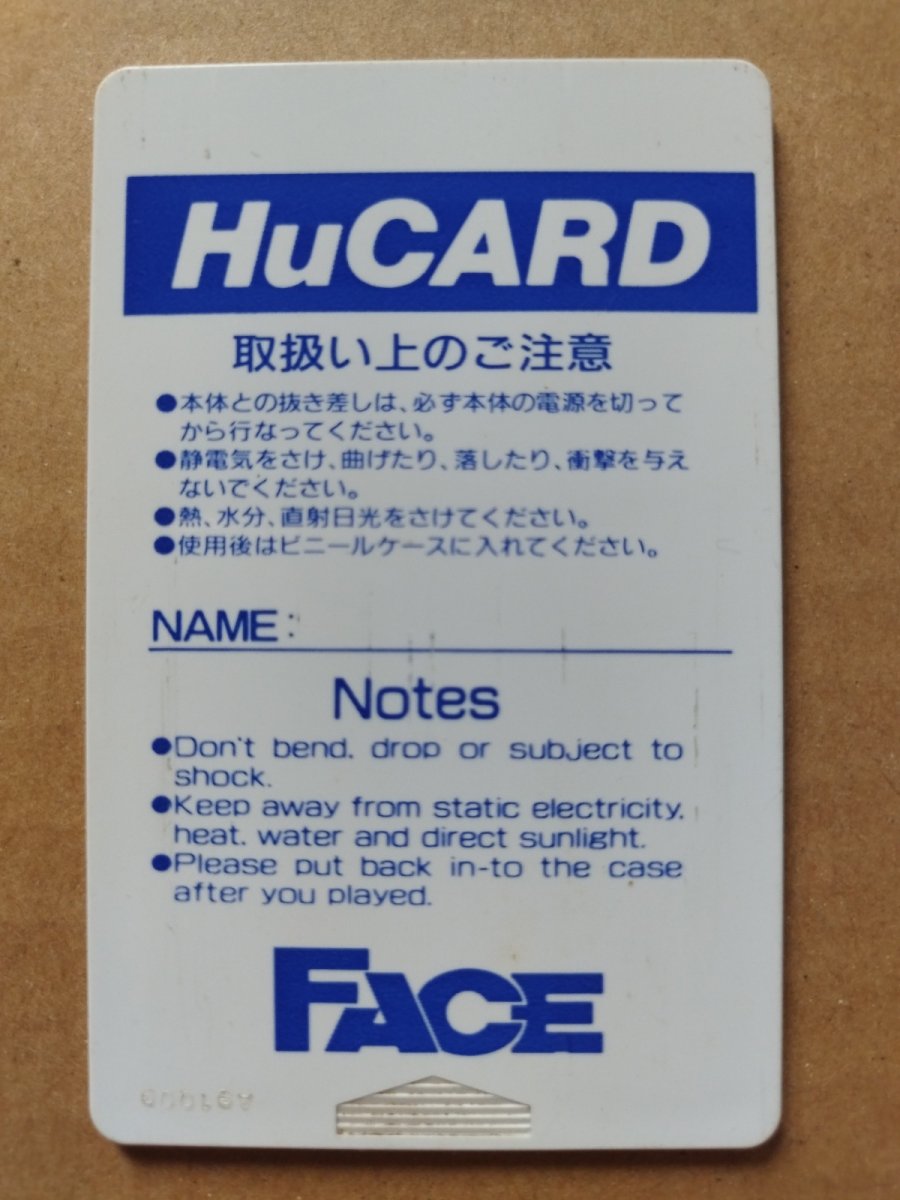 HuCARD
取扱い上のご注意
●本体との抜き差しは、必ず本体の電源を切って
から行なってください。
●静電気をさけ、曲げたり、落したり、衝撃を与え
ないでください。
●熱、水分、直射日光をさけてください。
●使用後はビニールケースに入れてください。
NAME:
Notes
●Don't bend. drop or subject to
shock.
●Keep away from static electricity.
heat. water and direct sunlight.
●Please put back in-to the case
after you played.
FACE